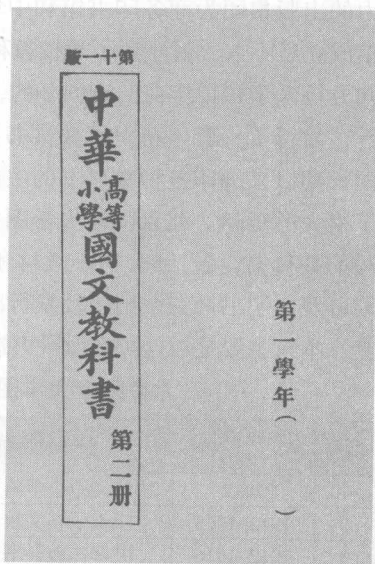 第十一版
中華高等小學國文教科書
第二册
第一學年（　　　）